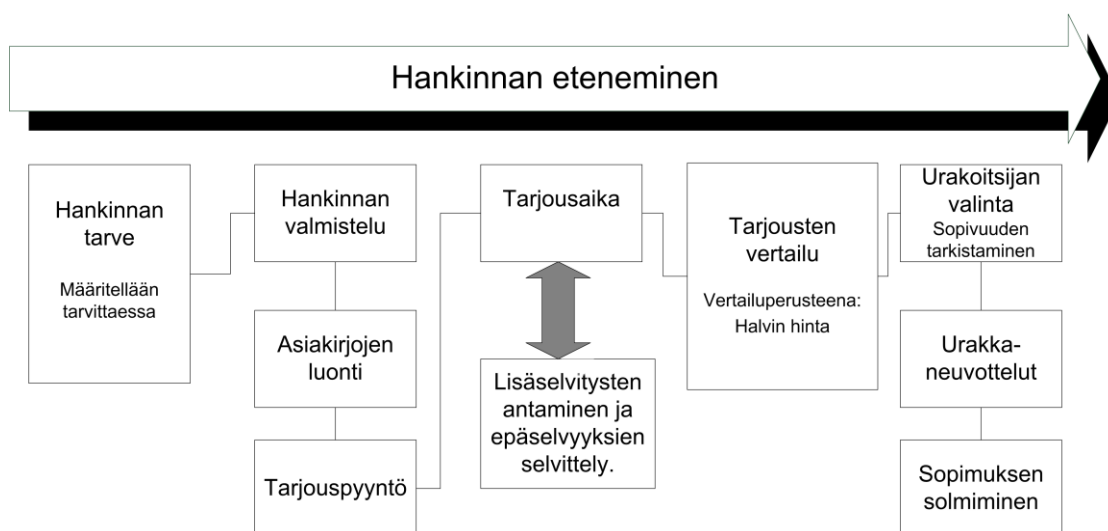 Hankinnan eteneminen
Hankinnan
tarve
Määritellään
tarvittaessa
Hankinnan
valmistelu
Asiakirjojen
luonti
Tarjouspyyntö
Tarjousaika
Lisäselvitysten
antaminen ja
epäselvyyksien
selvittely.
Tarjousten
vertailu
Vertailuperusteena:
Halvin hinta
Urakoitsijan
valinta
Sopivuuden
tarkistaminen
Urakka-
neuvottelut
Sopimuksen
solmiminen